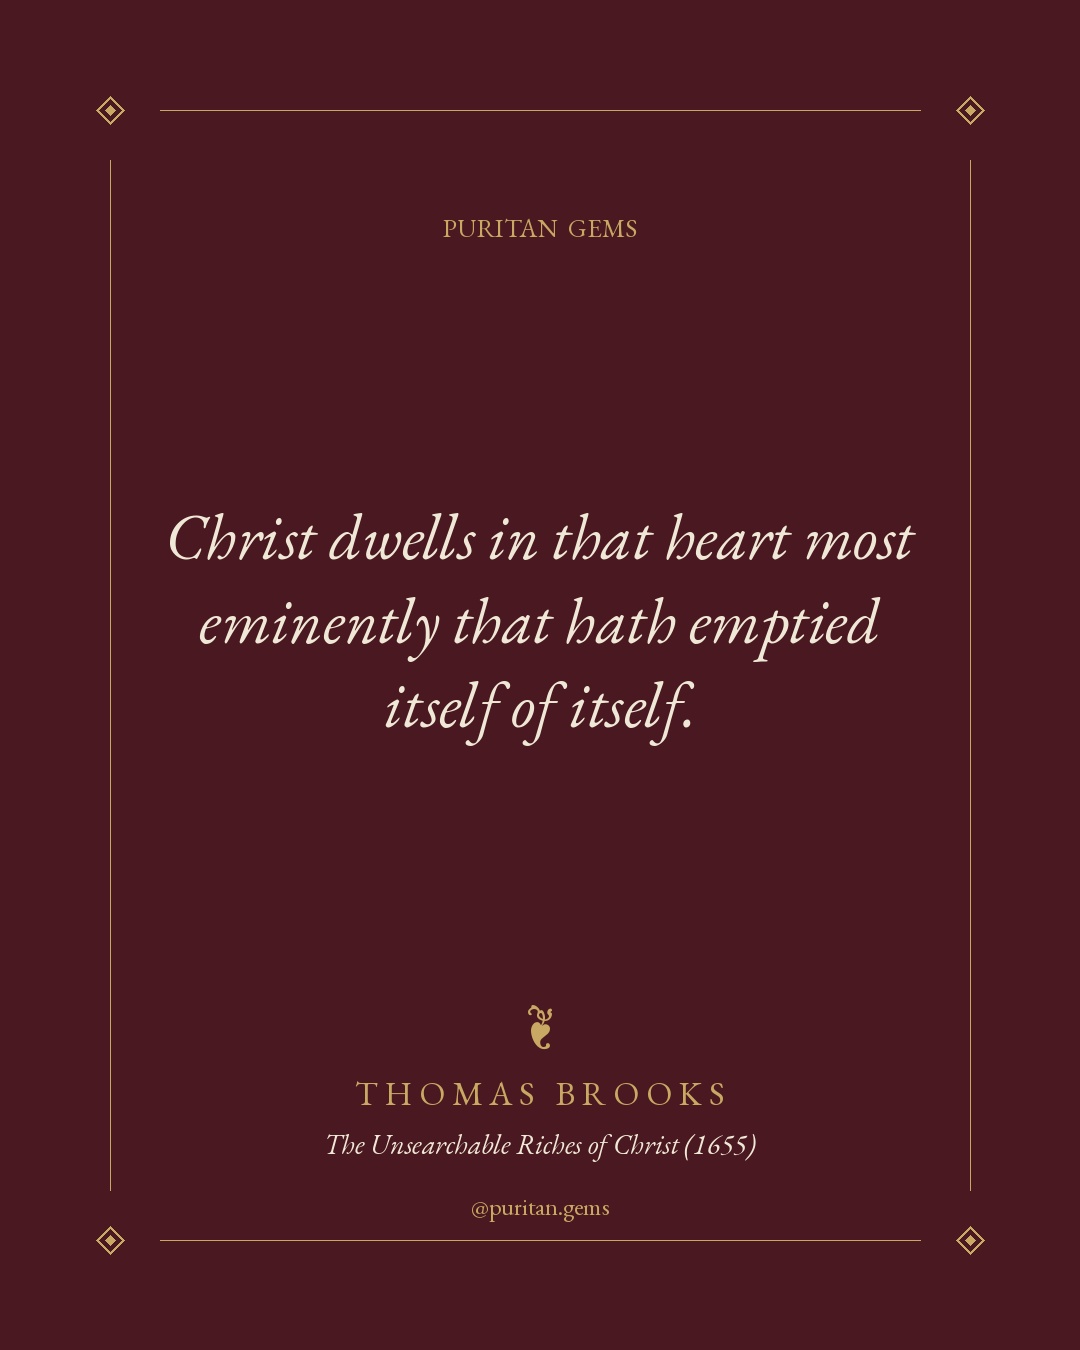 PURITAN GEMS
Christ dwells in that heart most
eminently that hath emptied
itself of itself.
THOMAS BROOKS
The Unsearchable Riches of Christ (1655)
@puritan.gems